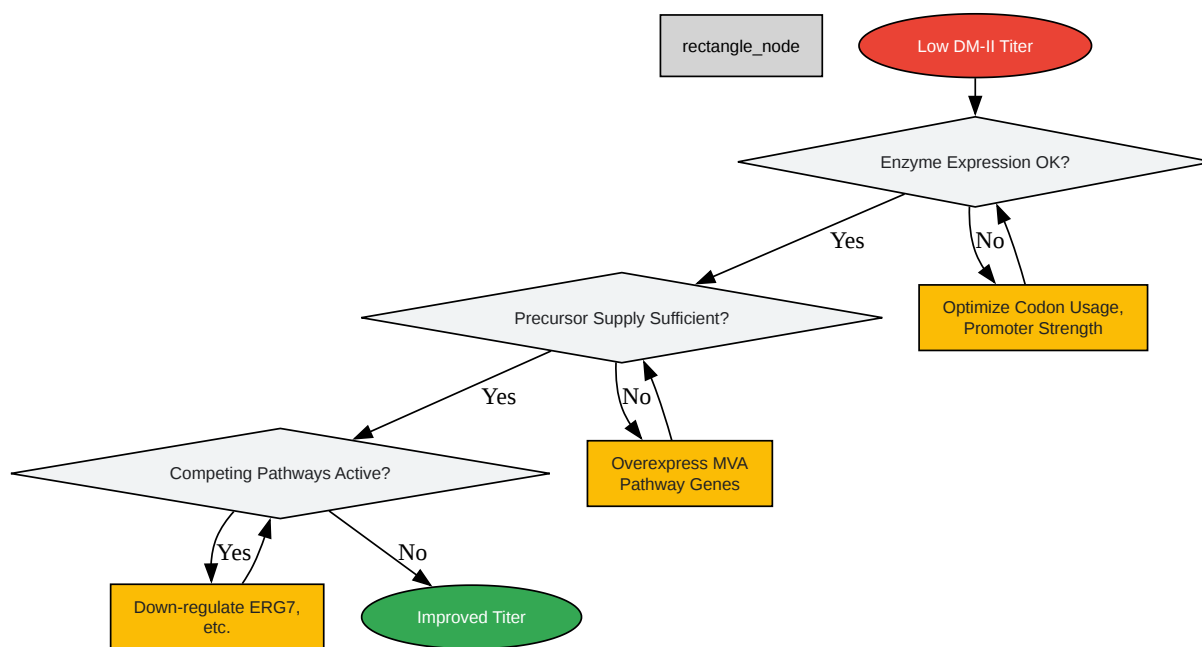 rectangle_node
Low DM-II Titer
Enzyme Expression OK?
Yes
No
Optimize Codon Usage,
Promoter Strength
Precursor Supply Sufficient?
Yes
No
Overexpress MVA
Pathway Genes
Competing Pathways Active?
Yes
No
Down-regulate ERG7,
etc.
Improved Titer